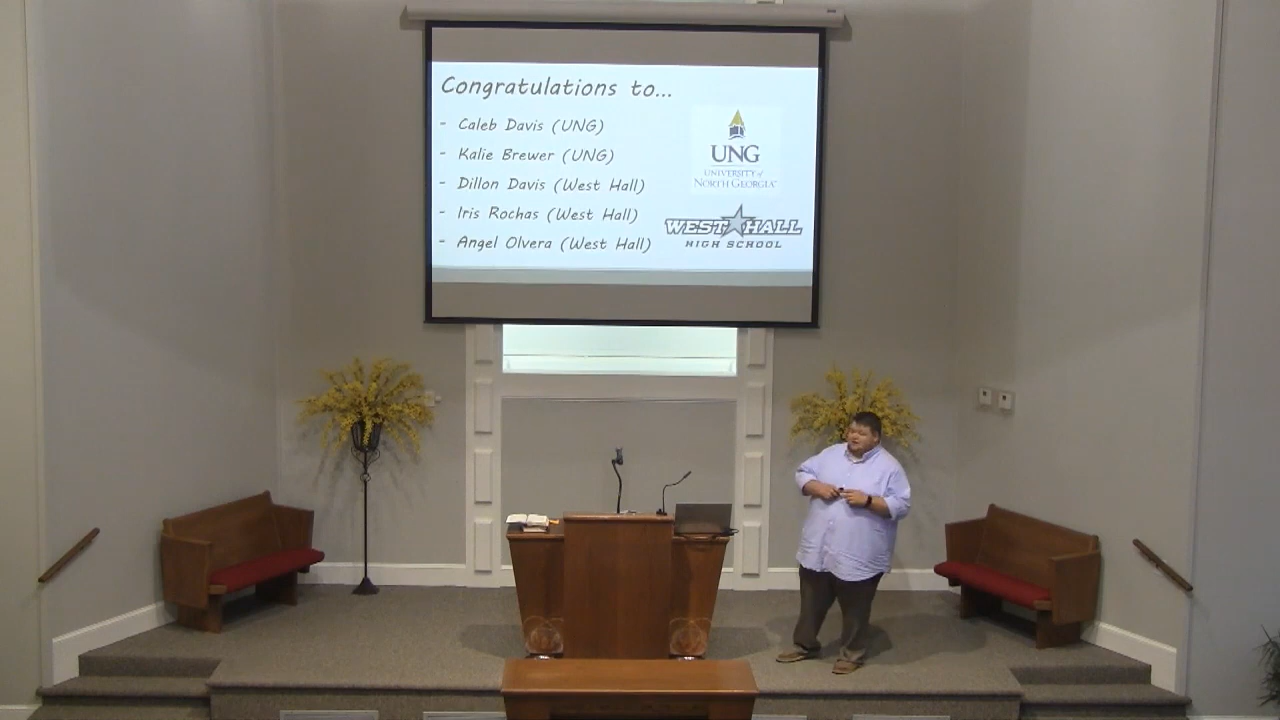 Congratulations to...
- Caleb Davis (UNG)
- Kalie Brewer (UNG)
- Dillon Davis (West Hall)
- Iris Rochas (West Hall)
- Angel Olvera (West Hall)
UNG
UNIVERSITY of
NORTH GEORGIA
WEST HALL
HIGH SCHOOL